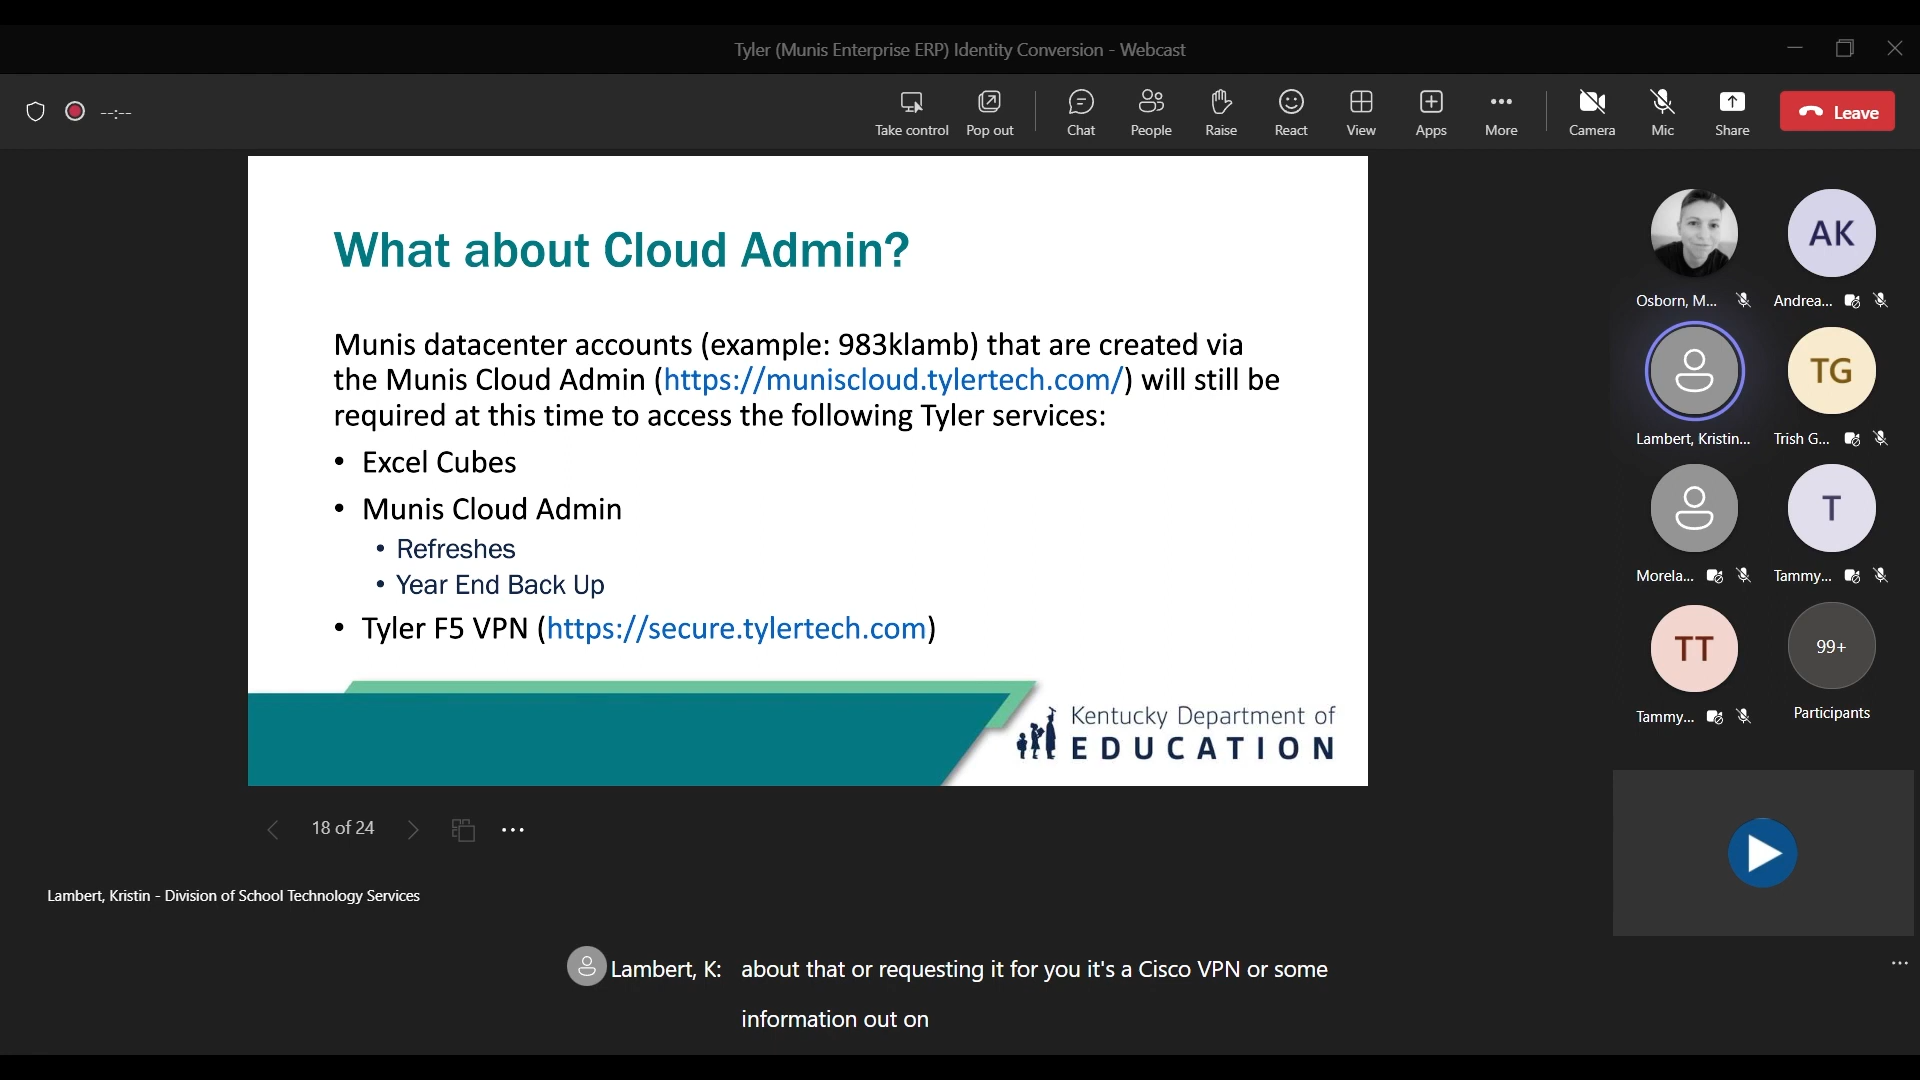 Tyler (Munis Enterprise ERP) Identity Conversion - Webcast
--:--
Take control
Pop out
Chat
People
Raise
React
View
Apps
More
Camera
Mic
Share
Leave
What about Cloud Admin?
Munis datacenter accounts (example: 983klamb) that are created via
the Munis Cloud Admin (https://muniscloud.tylertech.com/) will still be
required at this time to access the following Tyler services:
• Excel Cubes
• Munis Cloud Admin
• Refreshes
• Year End Back Up
• Tyler F5 VPN (https://secure.tylertech.com)
Kentucky Department of
EDUCATION
AK
Osborn, M...
Andrea...
TG
Lambert, Kristin...
Trish G...
T
Morela...
Tammy...
TT
99+
Tammy...
Participants
18 of 24
Lambert, Kristin - Division of School Technology Services
Lambert, K: about that or requesting it for you it's a Cisco VPN or some
information out on